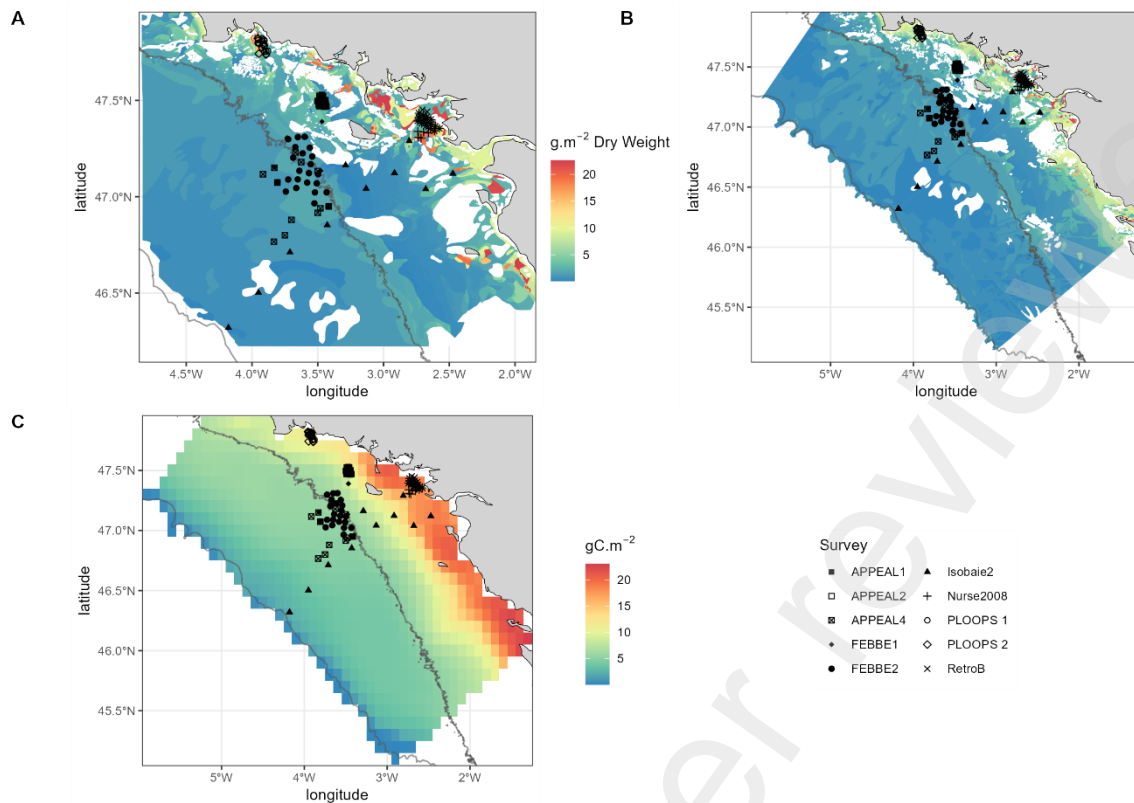 A
47.5°N
47.0°N
46.5°N
latitude
4.5°W 4.0°W 3.5°W 3.0°W 2.5°W 2.0°W
longitude
g.m⁻² Dry Weight
20
15
10
5
B
47.5°N
47.0°N
46.5°N
46.0°N
45.5°N
latitude
5°W 4°W 3°W 2°W
longitude
C
47.5°N
47.0°N
46.5°N
46.0°N
45.5°N
latitude
5°W 4°W 3°W 2°W
longitude
gC.m⁻²
20
15
10
5
Survey
APPEAL1
APPEAL2
APPEAL4
FEBBE1
FEBBE2
Isobaie2
Nurse2008
PLOOPS 1
PLOOPS 2
RetroB
er review